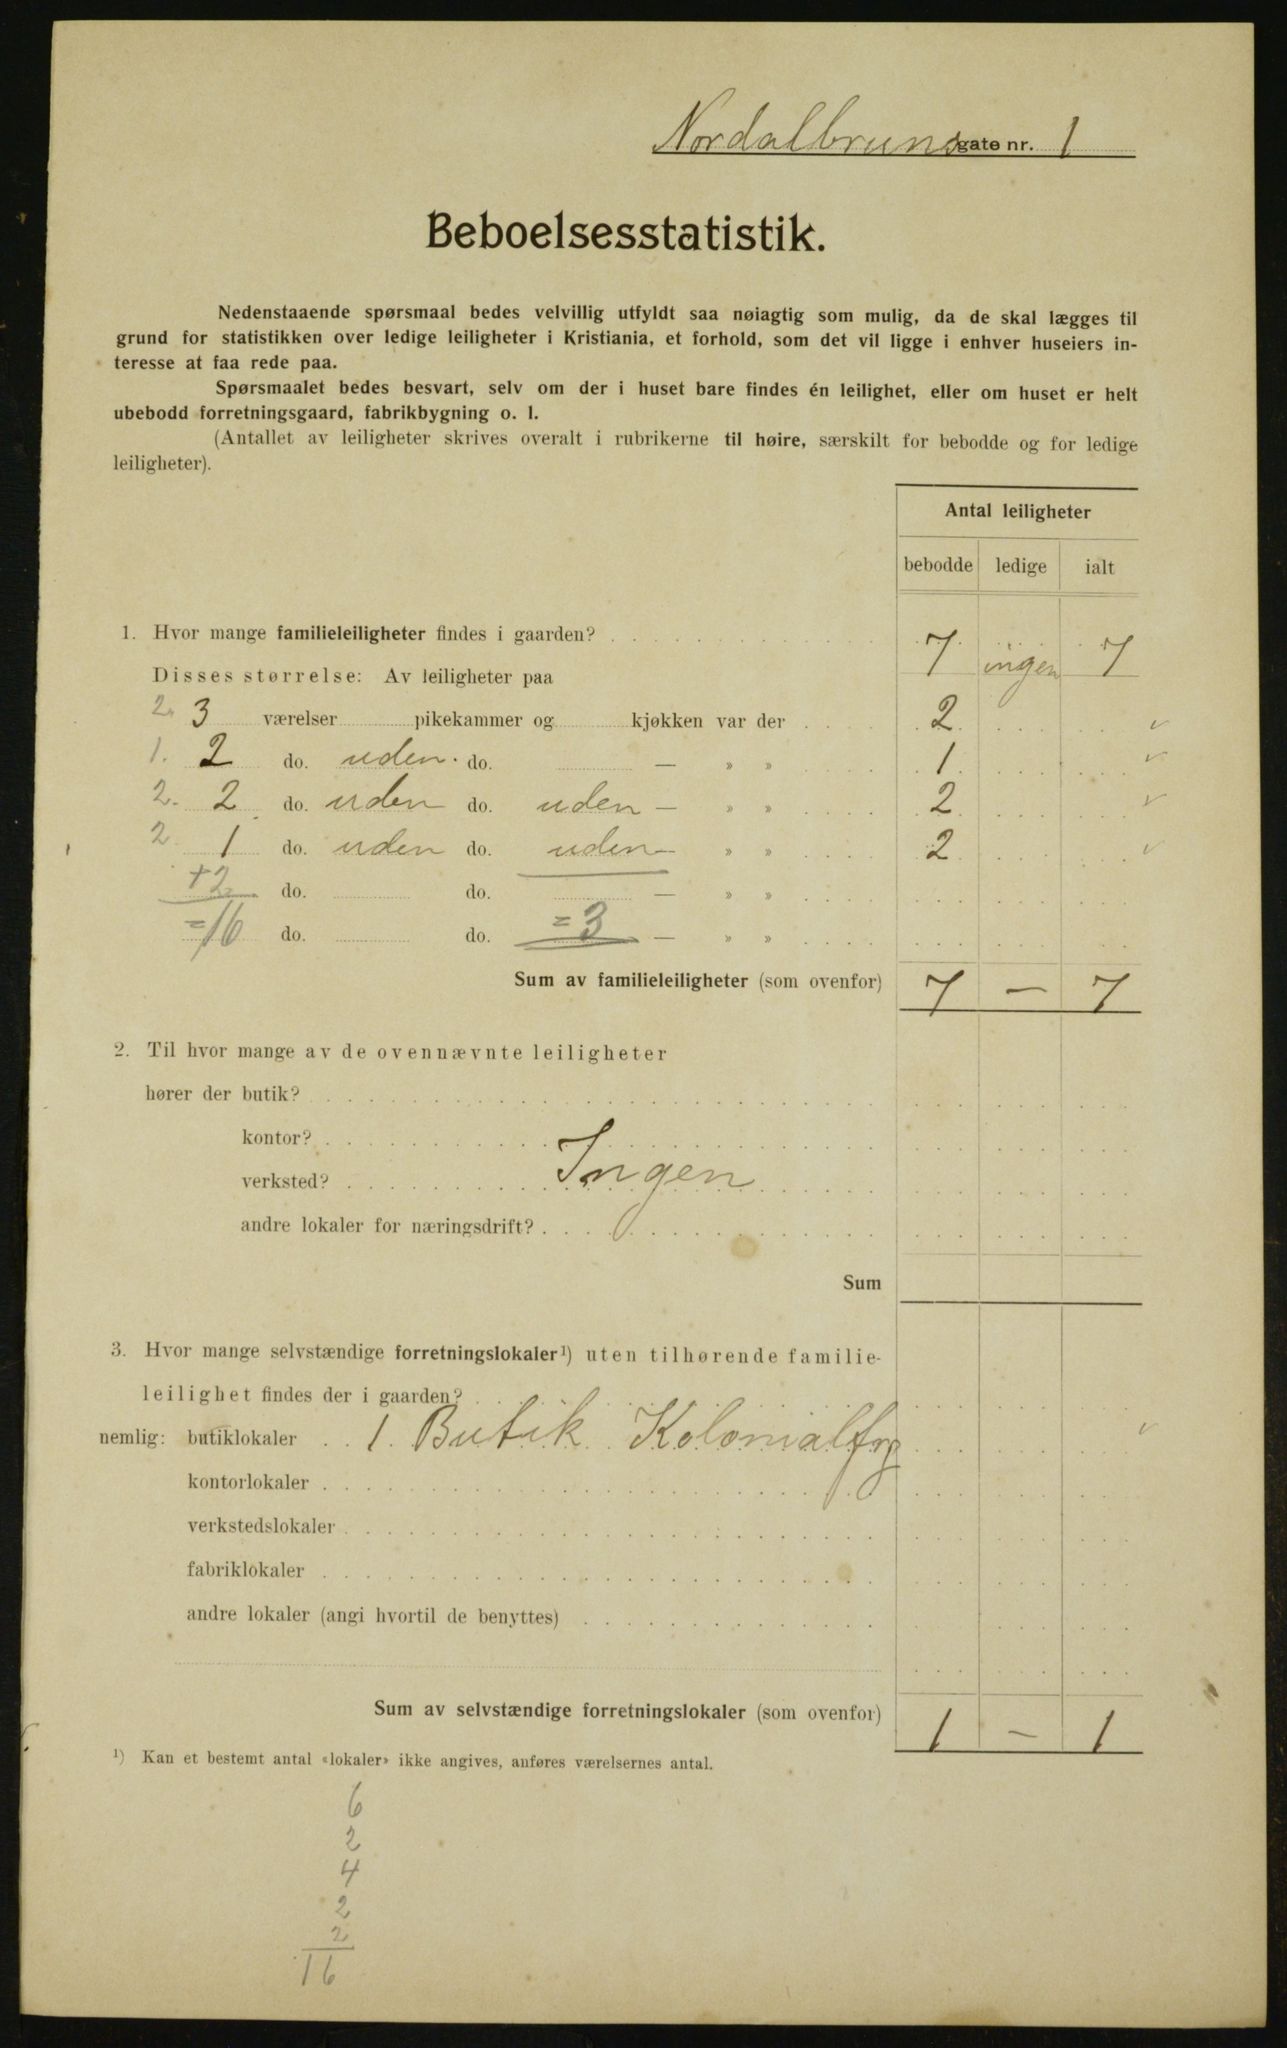 Nordalbruns gate nr. 1
Beboelsesstatistik.
Nedenstaaende spørsmaal bedes velvillig utfyldt saa nøiagtig som mulig, da de skal lægges til
grund for statistikken over ledige leiligheter i Kristiania, et forhold, som det vil ligge i enhver huseiers in-
teresse at faa rede paa.
Spørsmaalet bedes besvart, selv om der i huset bare findes én leilighet, eller om huset er helt
ubebodd forretningsgaard, fabrikbygning o. l.
(Antallet av leiligheter skrives overalt i rubrikerne til høire, særskilt for bebodde og for ledige
leiligheter).
Antal leiligheter
bebodde ledige ialt
1. Hvor mange familieleiligheter findes i gaarden? 7 ingen 7
Disses størrelse: Av leiligheter paa
2. 3 værelser pikekammer og kjøkken var der 2 ✓
1. 2 do. uden do. — » » 1 ✓
2. 2 do. uden do. uden — » » 2 ✓
2 1 do. uden do. uden — » » 2 ✓
+2 do. do. — » »
=16 do. do. =3 — » »
Sum av familieleiligheter (som ovenfor) 7 — 7
2. Til hvor mange av de ovennævnte leiligheter
hører der butik?
kontor?
Ingen
verksted?
andre lokaler for næringsdrift?
Sum
3. Hvor mange selvstændige forretningslokaler¹) uten tilhørende familie-
leilighet findes der i gaarden?
nemlig: butiklokaler 1 Butik Kolonialfrg ✓
kontorlokaler
verkstedslokaler
fabriklokaler
andre lokaler (angi hvortil de benyttes)
Sum av selvstændige forretningslokaler (som ovenfor) 1 — 1
¹) Kan et bestemt antal «lokaler» ikke angives, anføres værelsernes antal.
6
2
4
2
2
16